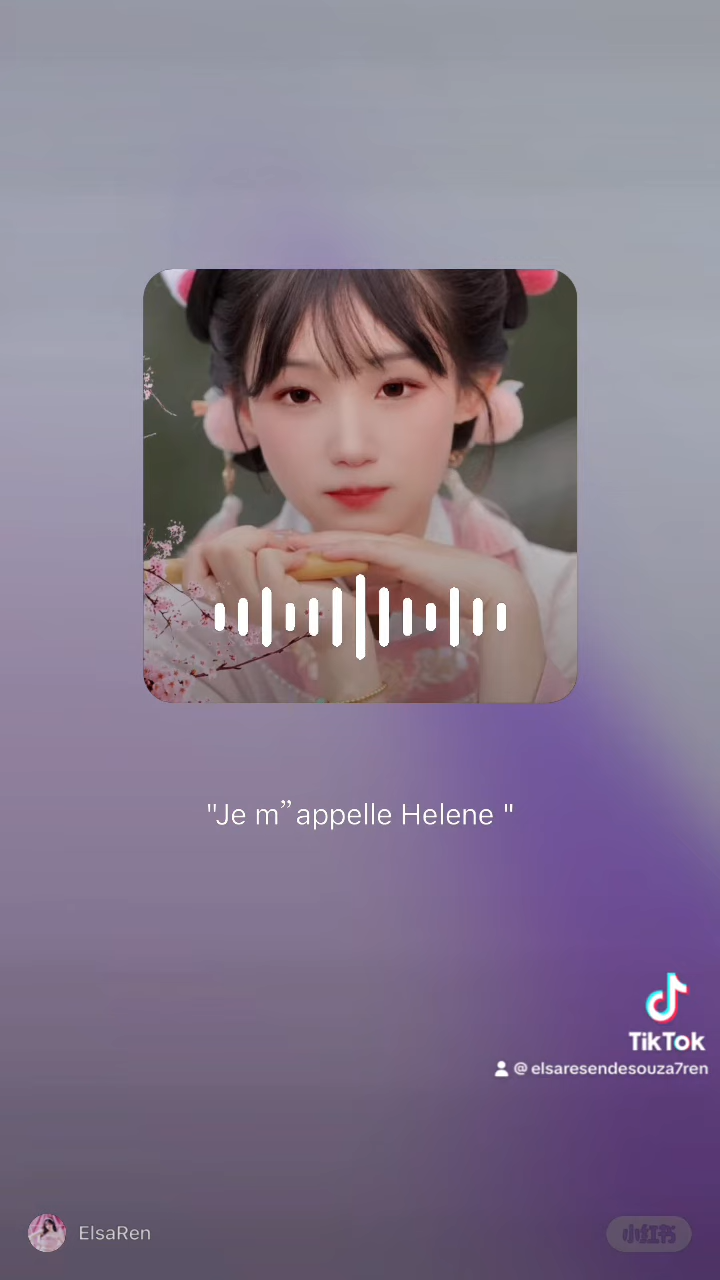 "Je m”appelle Helene "
TikTok
@elsaresendesouza7ren
ElsaRen
小红书